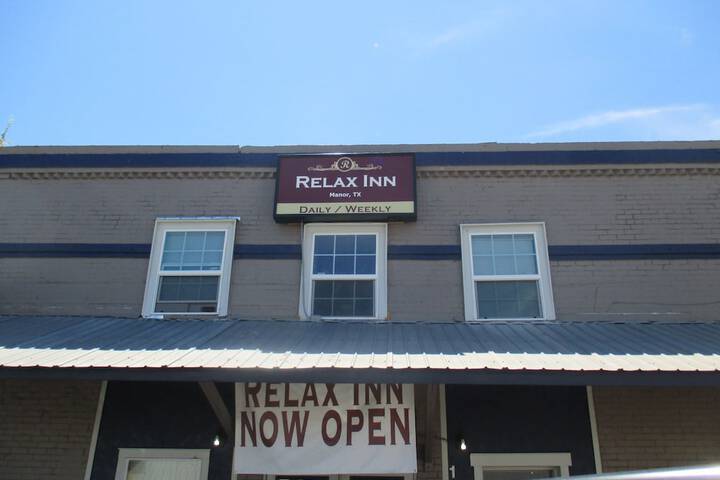 R
RELAX INN
Manor, TX
DAILY / WEEKLY
RELAX INN
NOW OPEN
1